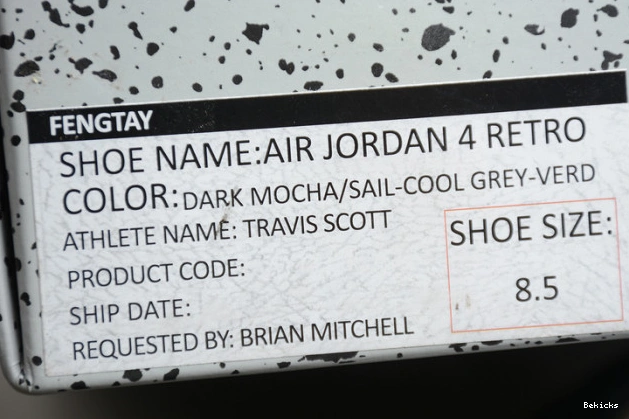 FENGTAY
SHOE NAME:AIR JORDAN 4 RETRO
COLOR:DARK MOCHA/SAIL-COOL GREY-VERD
ATHLETE NAME: TRAVIS SCOTT
PRODUCT CODE:
SHIP DATE:
REQUESTED BY: BRIAN MITCHELL
SHOE SIZE:
8.5
Bekicks